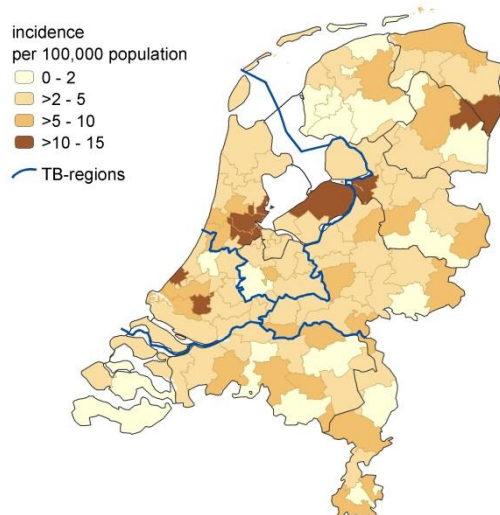 incidence
per 100,000 population
0 - 2
>2 - 5
>5 - 10
>10 - 15
TB-regions